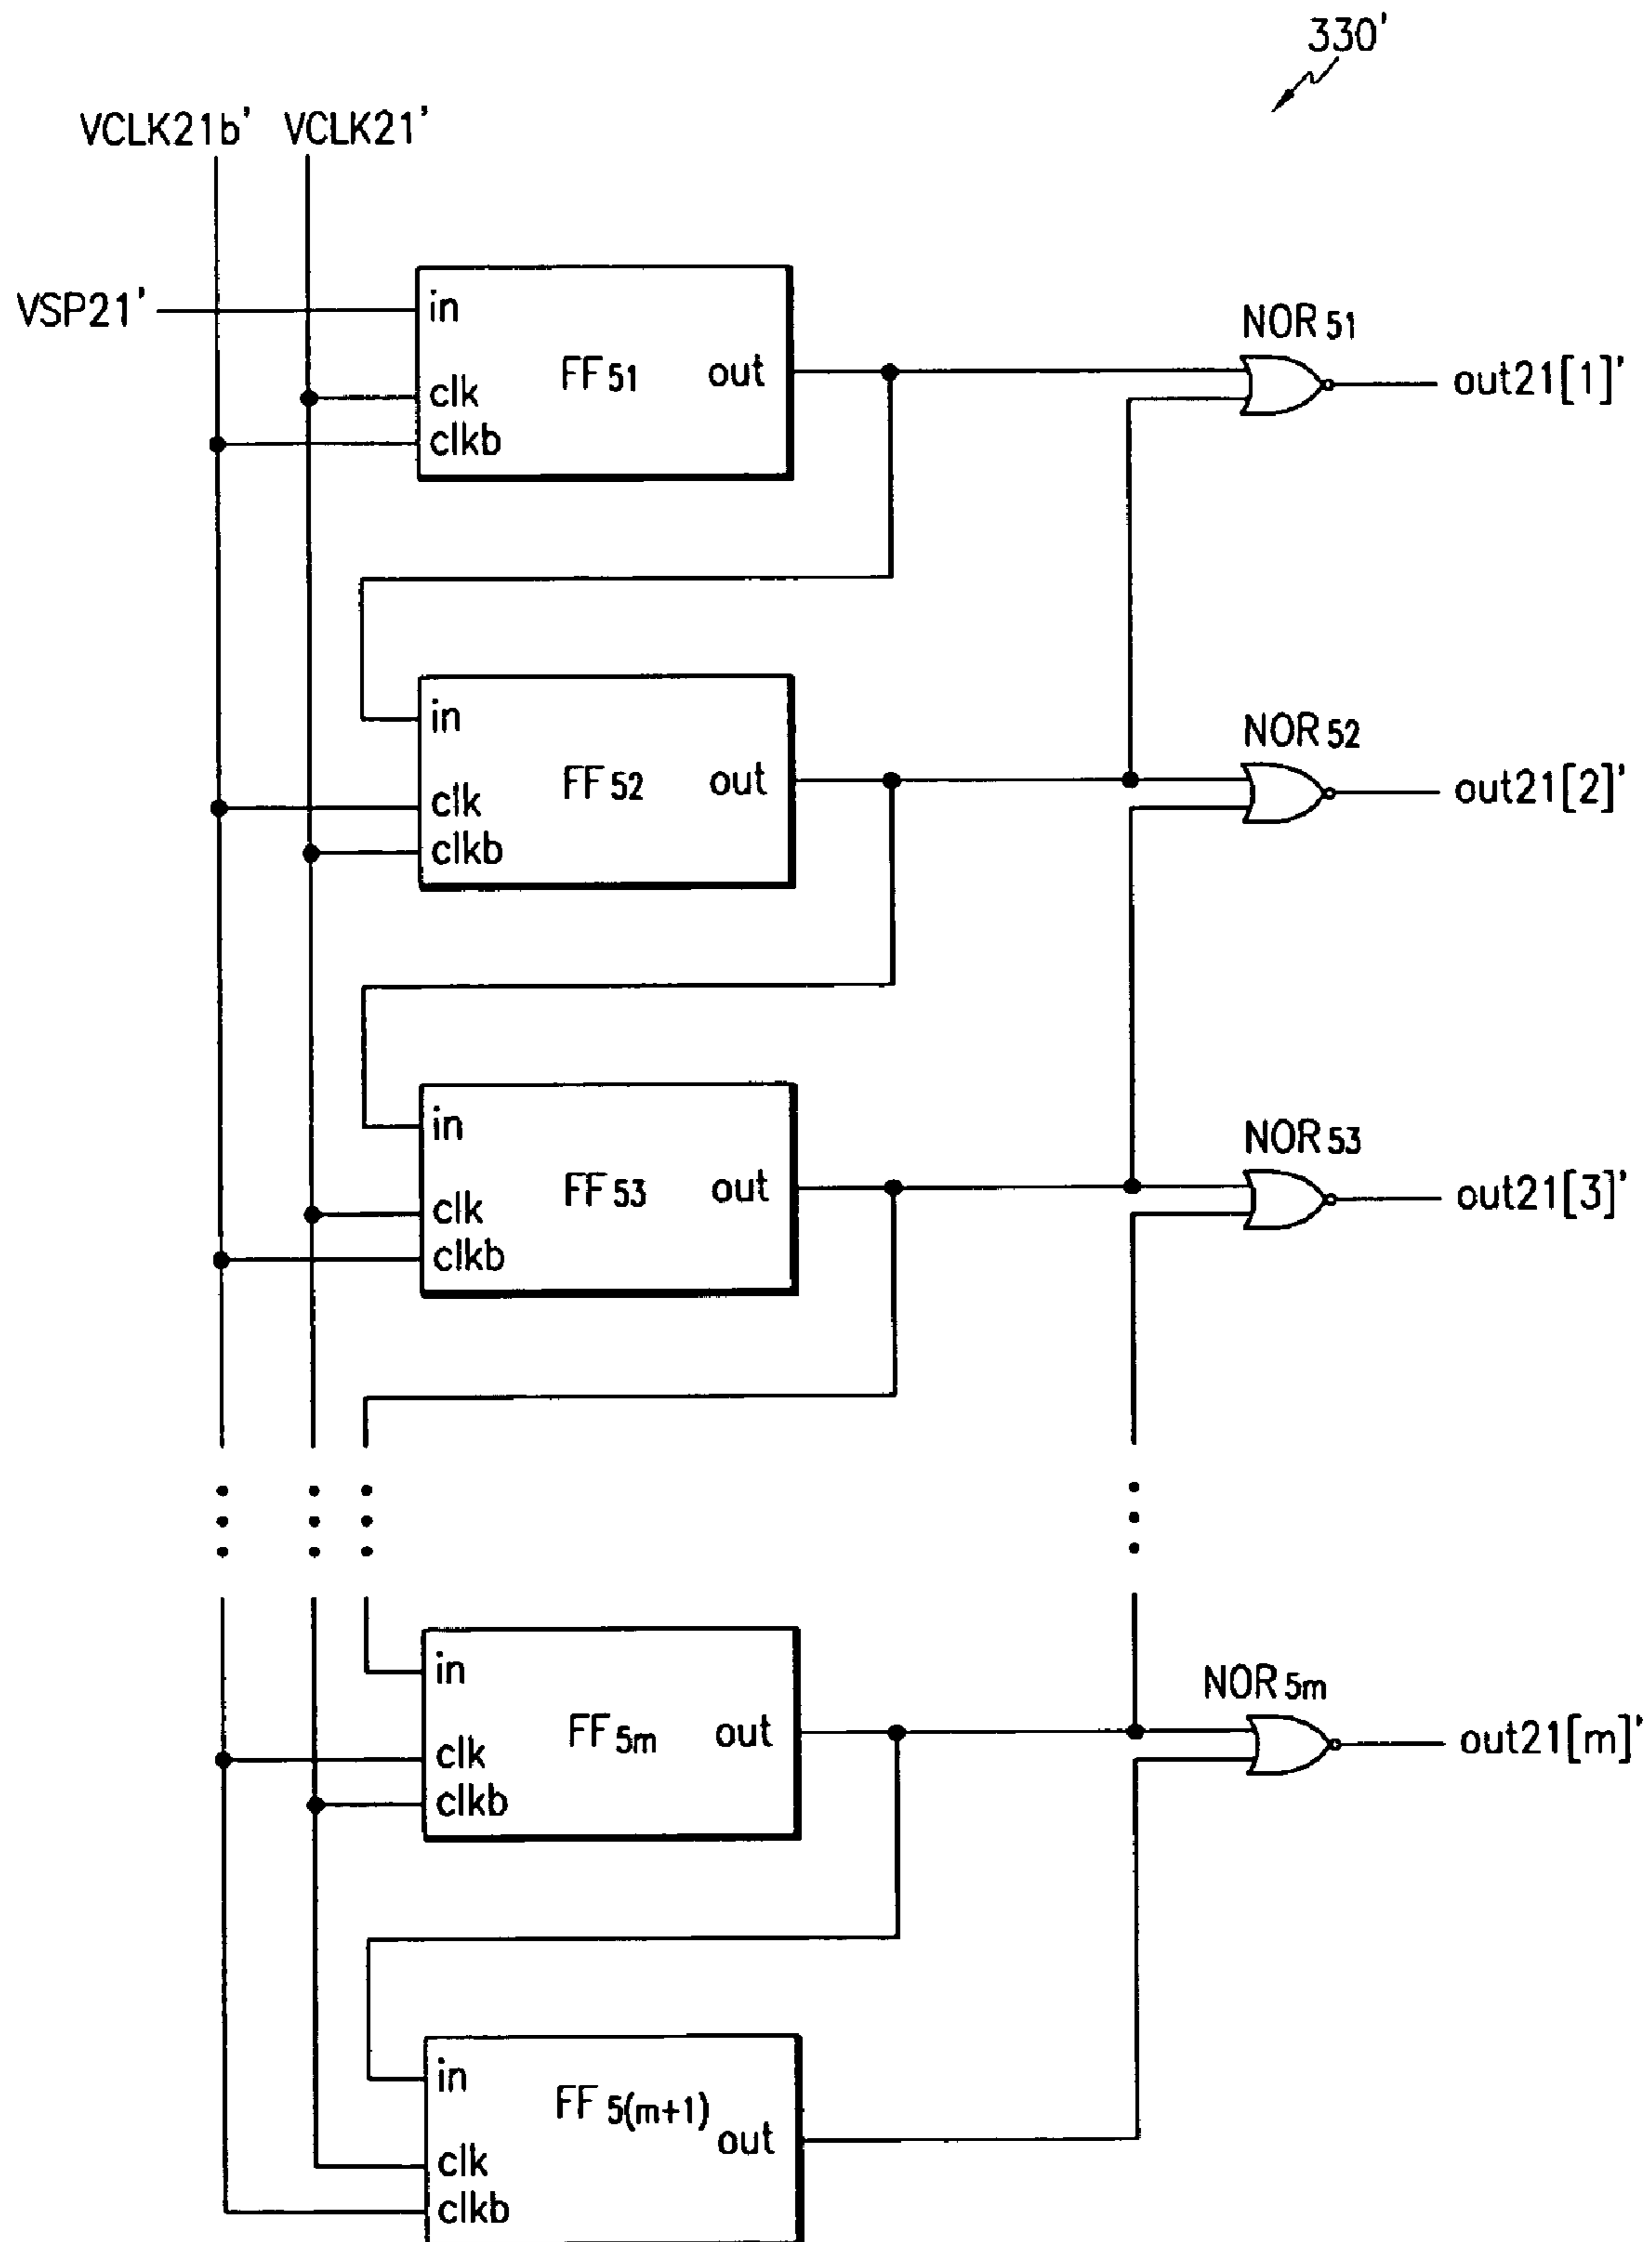 330'
VCLK21b' VCLK21'
VSP21'
in
clk
clkb
FF51
out
NOR51
out21[1]'
in
clk
clkb
FF52
out
NOR52
out21[2]'
in
clk
clkb
FF53
out
NOR53
out21[3]'
in
clk
clkb
FF5m
out
NOR5m
out21[m]'
in
clk
clkb
FF5(m+1)
out